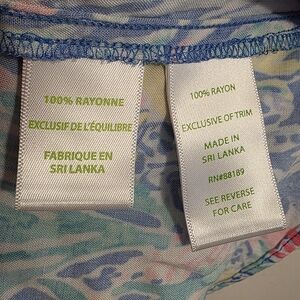 100% RAYONNE
EXCLUSIF DE L'ÉQUILIBRE
FABRIQUE EN
SRI LANKA
100% RAYON
EXCLUSIVE OF TRIM
MADE IN
SRI LANKA
RN#88189
SEE REVERSE
FOR CARE